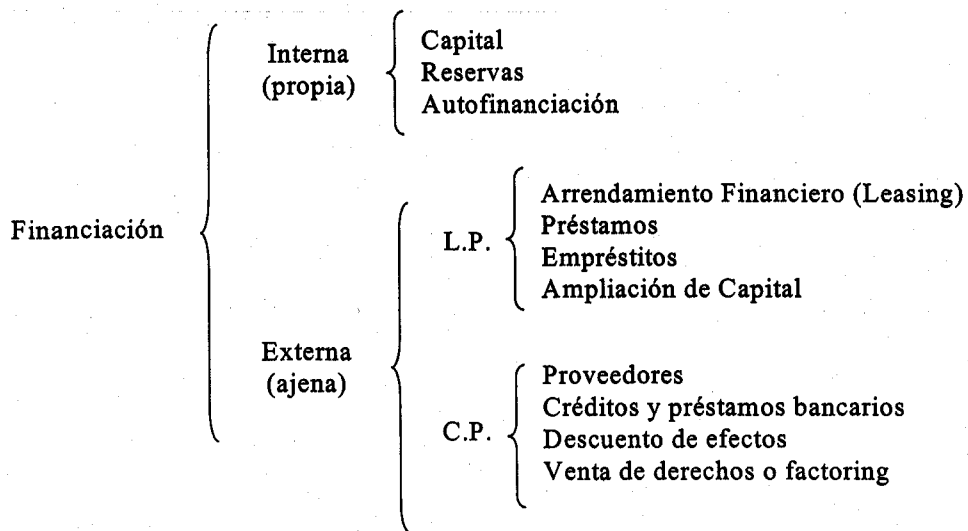 Financiación
Interna
(propia)
Capital
Reservas
Autofinanciación
Externa
(ajena)
L.P.
Arrendamiento Financiero (Leasing)
Préstamos
Empréstitos
Ampliación de Capital
C.P.
Proveedores
Créditos y préstamos bancarios
Descuento de efectos
Venta de derechos o factoring